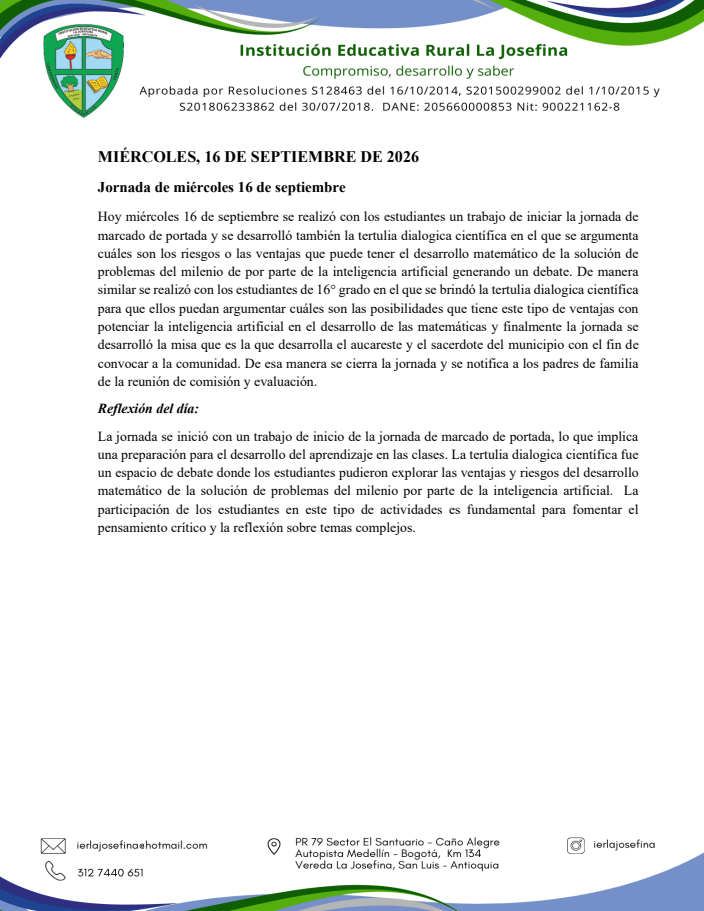 Institución Educativa Rural La Josefina
Compromiso, desarrollo y saber
Aprobada por Resoluciones S128463 del 16/10/2014, S201500299002 del 1/10/2015 y
S201806233862 del 30/07/2018. DANE: 205660000853 Nit: 900221162-8
MIÉRCOLES, 16 DE SEPTIEMBRE DE 2026
Jornada de miércoles 16 de septiembre
Hoy miércoles 16 de septiembre se realizó con los estudiantes un trabajo de iniciar la jornada de
marcado de portada y se desarrolló también la tertulia dialogica científica en el que se argumenta
cuáles son los riesgos o las ventajas que puede tener el desarrollo matemático de la solución de
problemas del milenio de por parte de la inteligencia artificial generando un debate. De manera
similar se realizó con los estudiantes de 16° grado en el que se brindó la tertulia dialogica científica
para que ellos puedan argumentar cuáles son las posibilidades que tiene este tipo de ventajas con
potenciar la inteligencia artificial en el desarrollo de las matemáticas y finalmente la jornada se
desarrolló la misa que es la que desarrolla el aucareste y el sacerdote del municipio con el fin de
convocar a la comunidad. De esa manera se cierra la jornada y se notifica a los padres de familia
de la reunión de comisión y evaluación.
Reflexión del día:
La jornada se inició con un trabajo de inicio de la jornada de marcado de portada, lo que implica
una preparación para el desarrollo del aprendizaje en las clases. La tertulia dialogica científica fue
un espacio de debate donde los estudiantes pudieron explorar las ventajas y riesgos del desarrollo
matemático de la solución de problemas del milenio por parte de la inteligencia artificial. La
participación de los estudiantes en este tipo de actividades es fundamental para fomentar el
pensamiento crítico y la reflexión sobre temas complejos.
ierlajosefina@hotmail.com
312 7440 651
PR 79 Sector El Santuario - Caño Alegre
Autopista Medellín - Bogotá, Km 134
Vereda La Josefina, San Luis - Antioquia
ierlajosefina